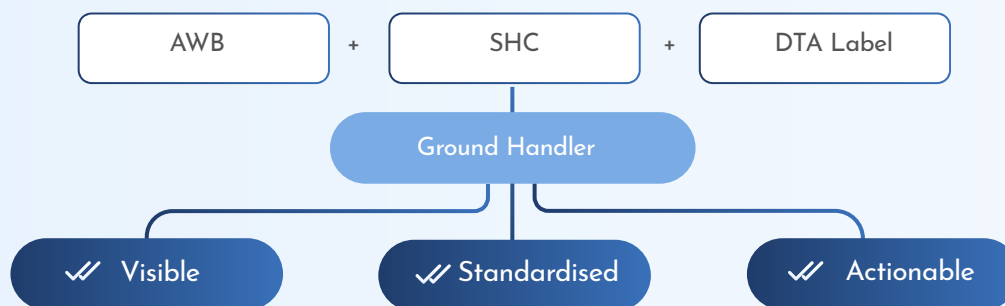 AWB + SHC + DTA Label
Ground Handler
Visible Standardised Actionable